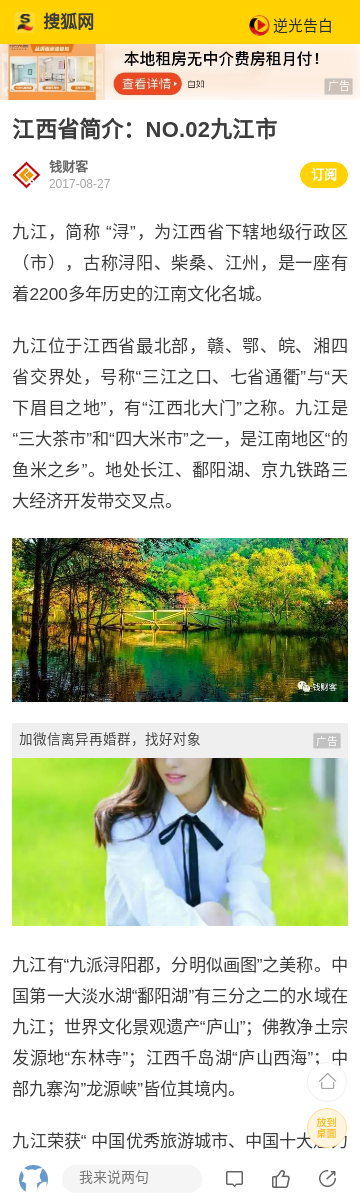 搜狐网
逆光告白
本地租房无中介费房租月付！
查看详情
自如
广告
江西省简介：NO.02九江市
钱财客
2017-08-27
订阅
九江，简称 “浔”，为江西省下辖地级行政区
（市），古称浔阳、柴桑、江州，是一座有
着2200多年历史的江南文化名城。
九江位于江西省最北部，赣、鄂、皖、湘四
省交界处，号称“三江之口、七省通衢”与“天
下眉目之地”，有“江西北大门”之称。九江是
“三大茶市”和“四大米市”之一，是江南地区“的
鱼米之乡”。地处长江、鄱阳湖、京九铁路三
大经济开发带交叉点。
钱财客
加微信离异再婚群，找好对象
广告
九江有“九派浔阳郡，分明似画图”之美称。中
国第一大淡水湖“鄱阳湖”有三分之二的水域在
九江；世界文化景观遗产“庐山”；佛教净土宗
发源地“东林寺”；江西千岛湖“庐山西海”；中
部九寨沟”龙源峡”皆位其境内。
放到
桌面
九江荣获“ 中国优秀旅游城市、中国十大
我来说两句